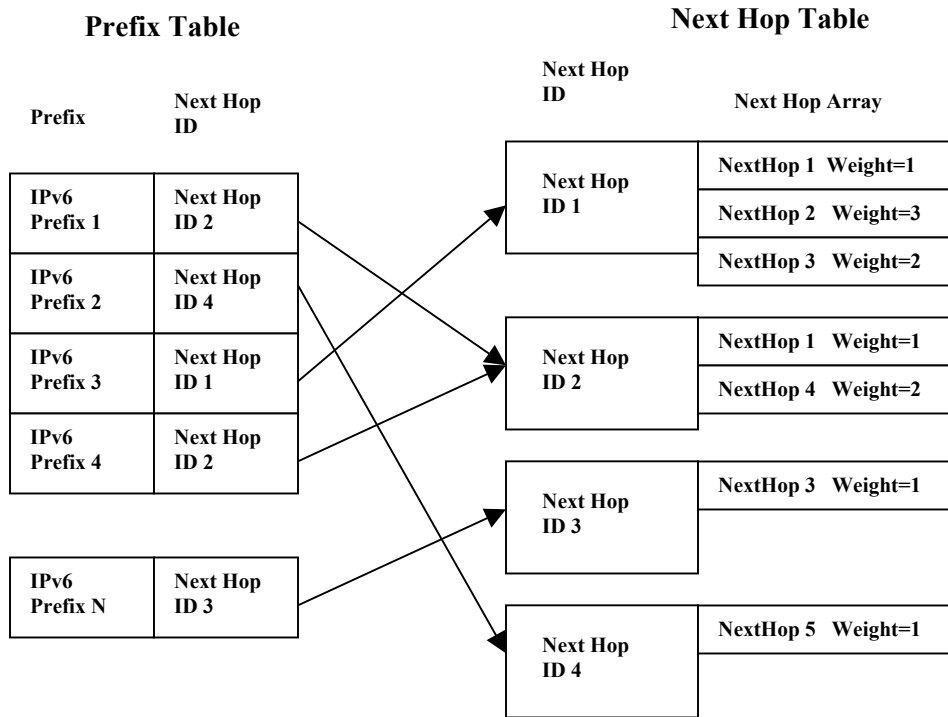 Prefix Table
Next Hop Table
Prefix
Next Hop
ID
Next Hop
ID
Next Hop Array
IPv6
Prefix 1
Next Hop
ID 2
IPv6
Prefix 2
Next Hop
ID 4
IPv6
Prefix 3
Next Hop
ID 1
IPv6
Prefix 4
Next Hop
ID 2
IPv6
Prefix N
Next Hop
ID 3
Next Hop
ID 1
NextHop 1 Weight=1
NextHop 2 Weight=3
NextHop 3 Weight=2
Next Hop
ID 2
NextHop 1 Weight=1
NextHop 4 Weight=2
Next Hop
ID 3
NextHop 3 Weight=1
Next Hop
ID 4
NextHop 5 Weight=1